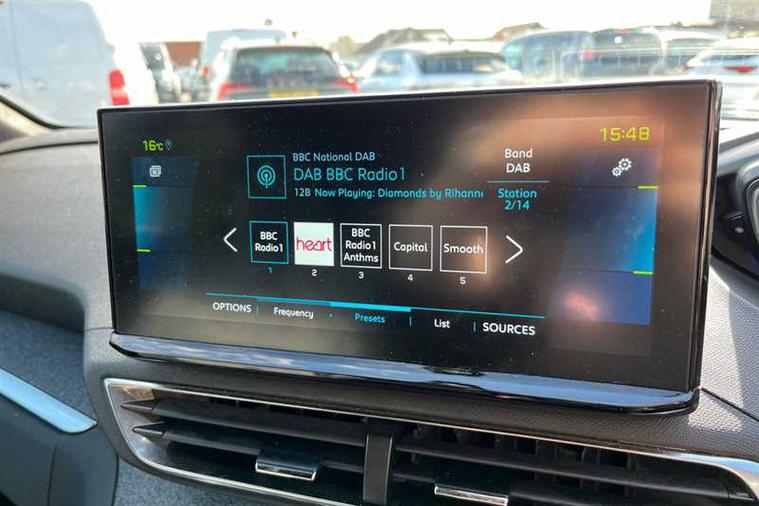 16°C
15:48
BBC National DAB
DAB BBC Radio1
12B Now Playing: Diamonds by Rihanna
Band
DAB
Station
2/14
BBC
Radio1
heart
BBC
Radio1
Anthms
Capital
Smooth
1
2
3
4
5
OPTIONS
Frequency
Presets
List
SOURCES